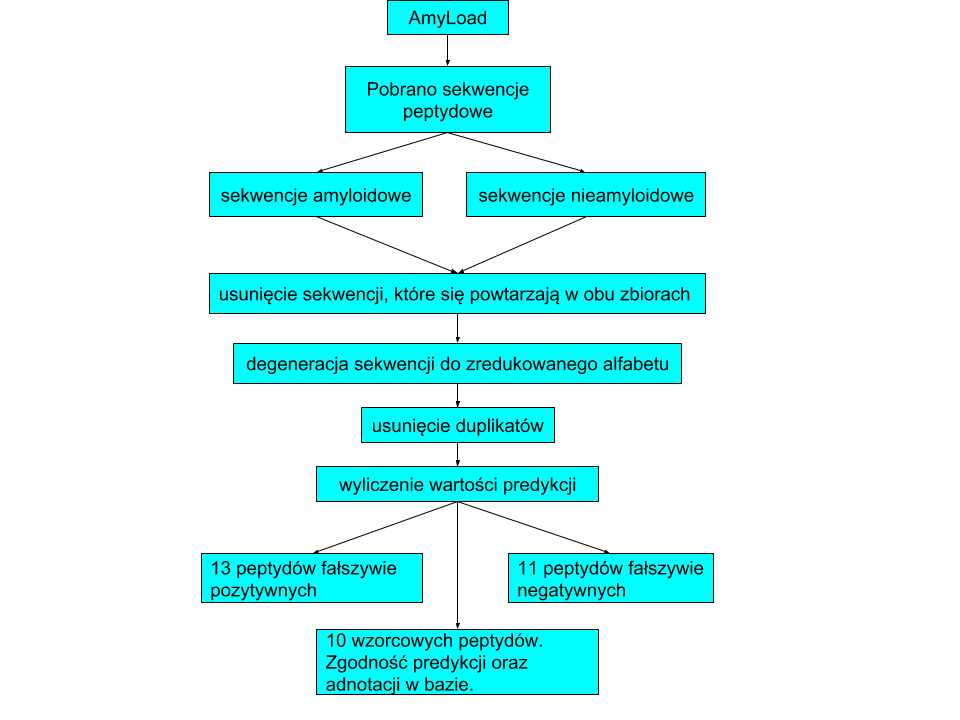 AmyLoad
Pobrano sekwencje
peptydowe
sekwencje amyloidowe
sekwencje nieamyloidowe
usunięcie sekwencji, które się powtarzają w obu zbiorach
degeneracja sekwencji do zredukowanego alfabetu
usunięcie duplikatów
wyliczenie wartości predykcji
13 peptydów fałszywie
pozytywnych
11 peptydów fałszywie
negatywnych
10 wzorcowych peptydów.
Zgodność predykcji oraz
adnotacji w bazie.